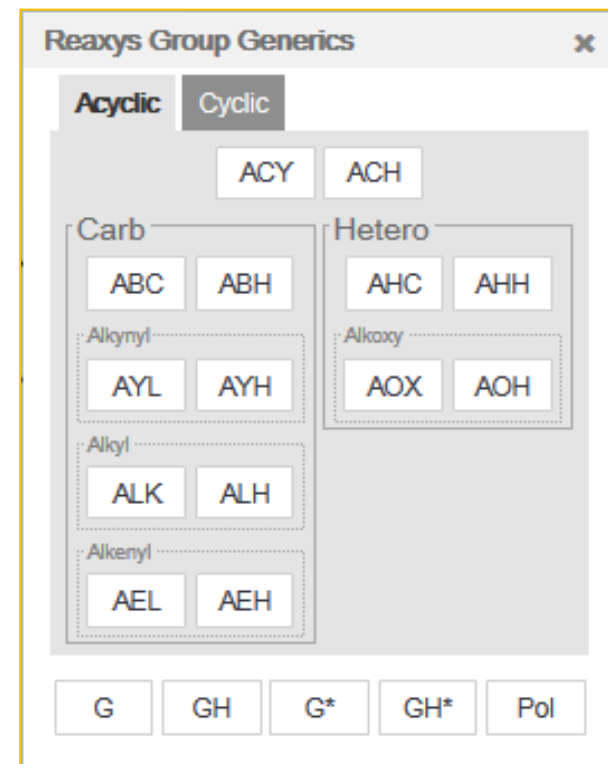 Reaxys Group Generics ×
Acyclic Cyclic
ACY ACH
Carb Hetero
ABC ABH AHC AHH
Alkynyl Alkoxy
AYL AYH AOX AOH
Alkyl
ALK ALH
Alkenyl
AEL AEH
G GH G* GH* Pol